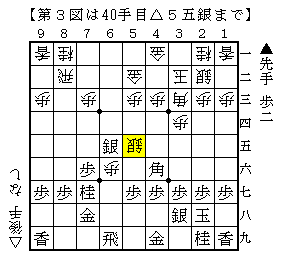 【第３図は40手目△５五銀まで】
９ ８ ７ ６ ５ ４ ３ ２ １
香 桂 金 桂 香 一
飛 金 玉 銀 二
歩 歩 歩 歩 角 歩 歩 三
歩 四
銀 銀 五
歩 歩 角 六
歩 歩 桂 歩 歩 歩 歩 歩 七
金 銀 玉 八
香 飛 金 桂 香 九
▲先手 歩二
△後手 なし